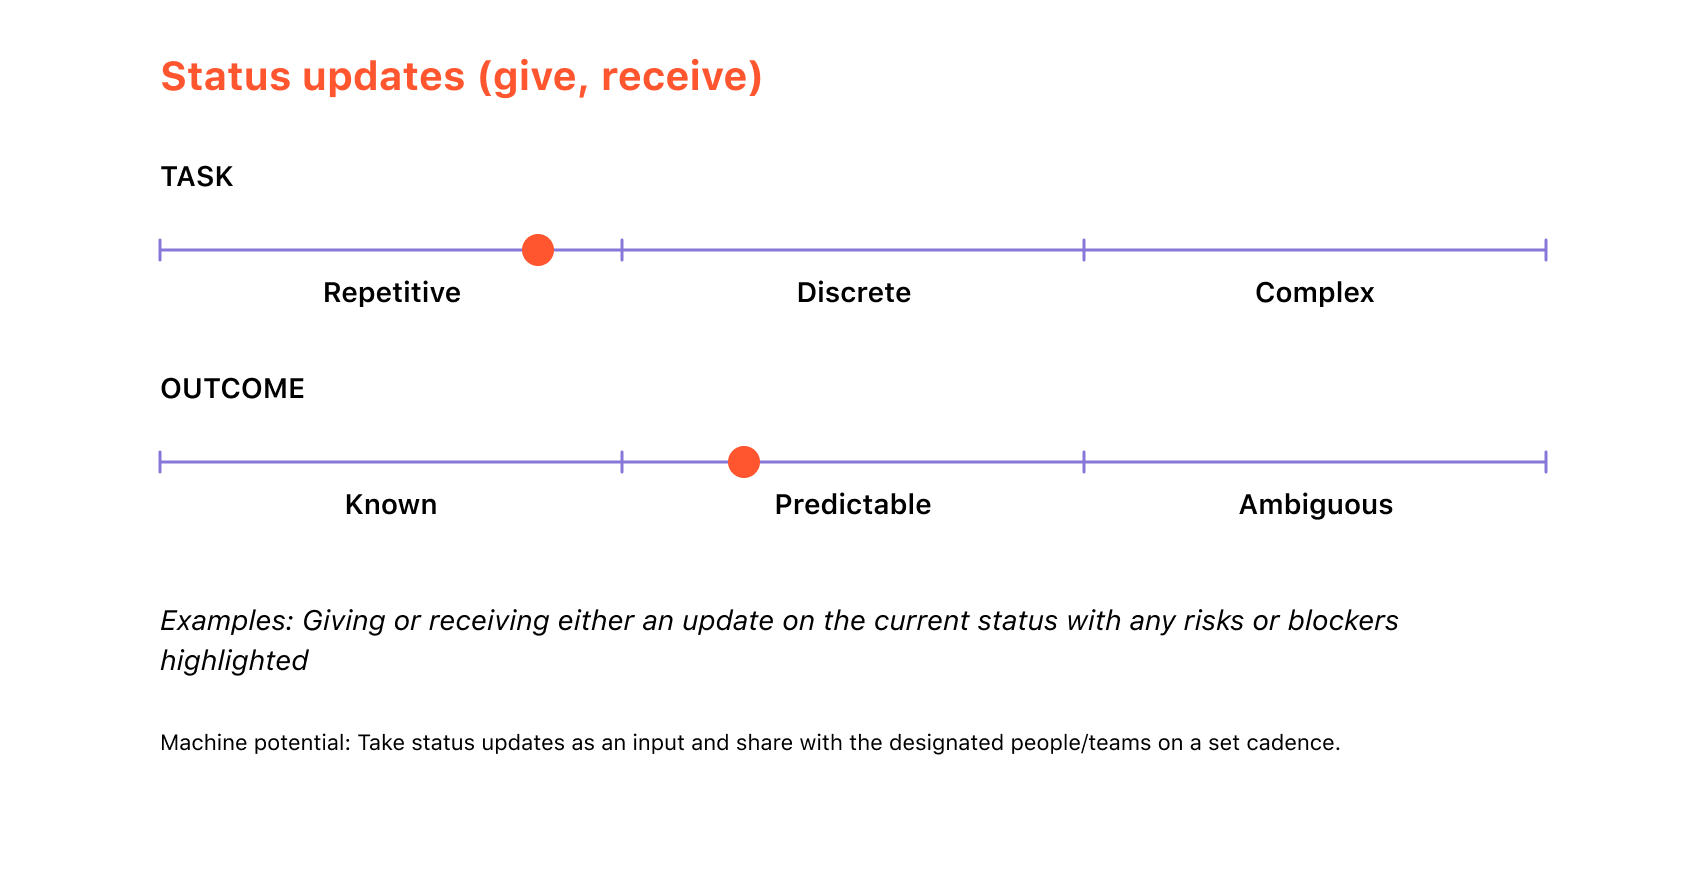 Status updates (give, receive)
TASK
Repetitive
Discrete
Complex
OUTCOME
Known
Predictable
Ambiguous
Examples: Giving or receiving either an update on the current status with any risks or blockers
highlighted
Machine potential: Take status updates as an input and share with the designated people/teams on a set cadence.